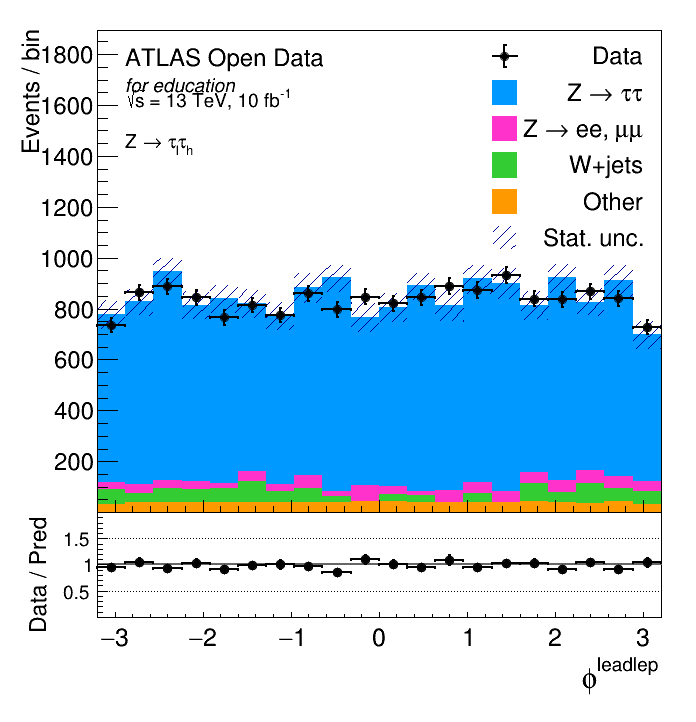 Events / bin
1800
1600
1400
1200
1000
800
600
400
200
ATLAS Open Data
for education
√s = 13 TeV, 10 fb⁻¹
Z → τₗτₕ
Data
Z → ττ
Z → ee, μμ
W+jets
Other
Stat. unc.
Data / Pred
1.5
1
0.5
−3 −2 −1 0 1 2 3
ϕ^leadlep